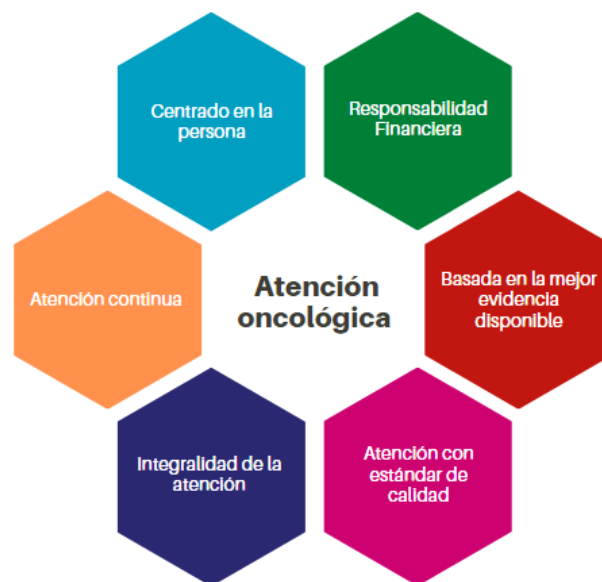 Centrado en la
persona
Responsabilidad
Financiera
Atención continua
Atención
oncológica
Basada en la mejor
evidencia
disponible
Integralidad de la
atención
Atención con
estándar de
calidad